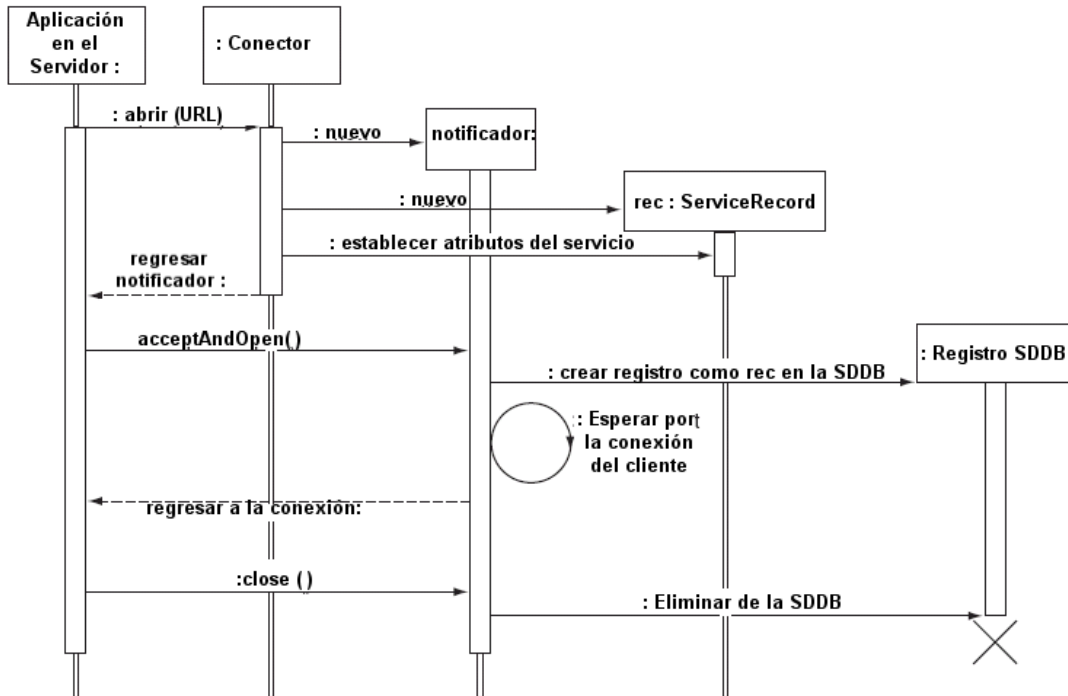 Aplicación
en el
Servidor :
: Conector
: abrir (URL)
: nuevo
notificador:
: nuevo
rec : ServiceRecord
: establecer atributos del servicio
regresar
notificador :
acceptAndOpen()
: Registro SDDB
: crear registro como rec en la SDDB
: Esperar port
la conexión
del cliente
regresar a la conexión:
:close ()
: Eliminar de la SDDB